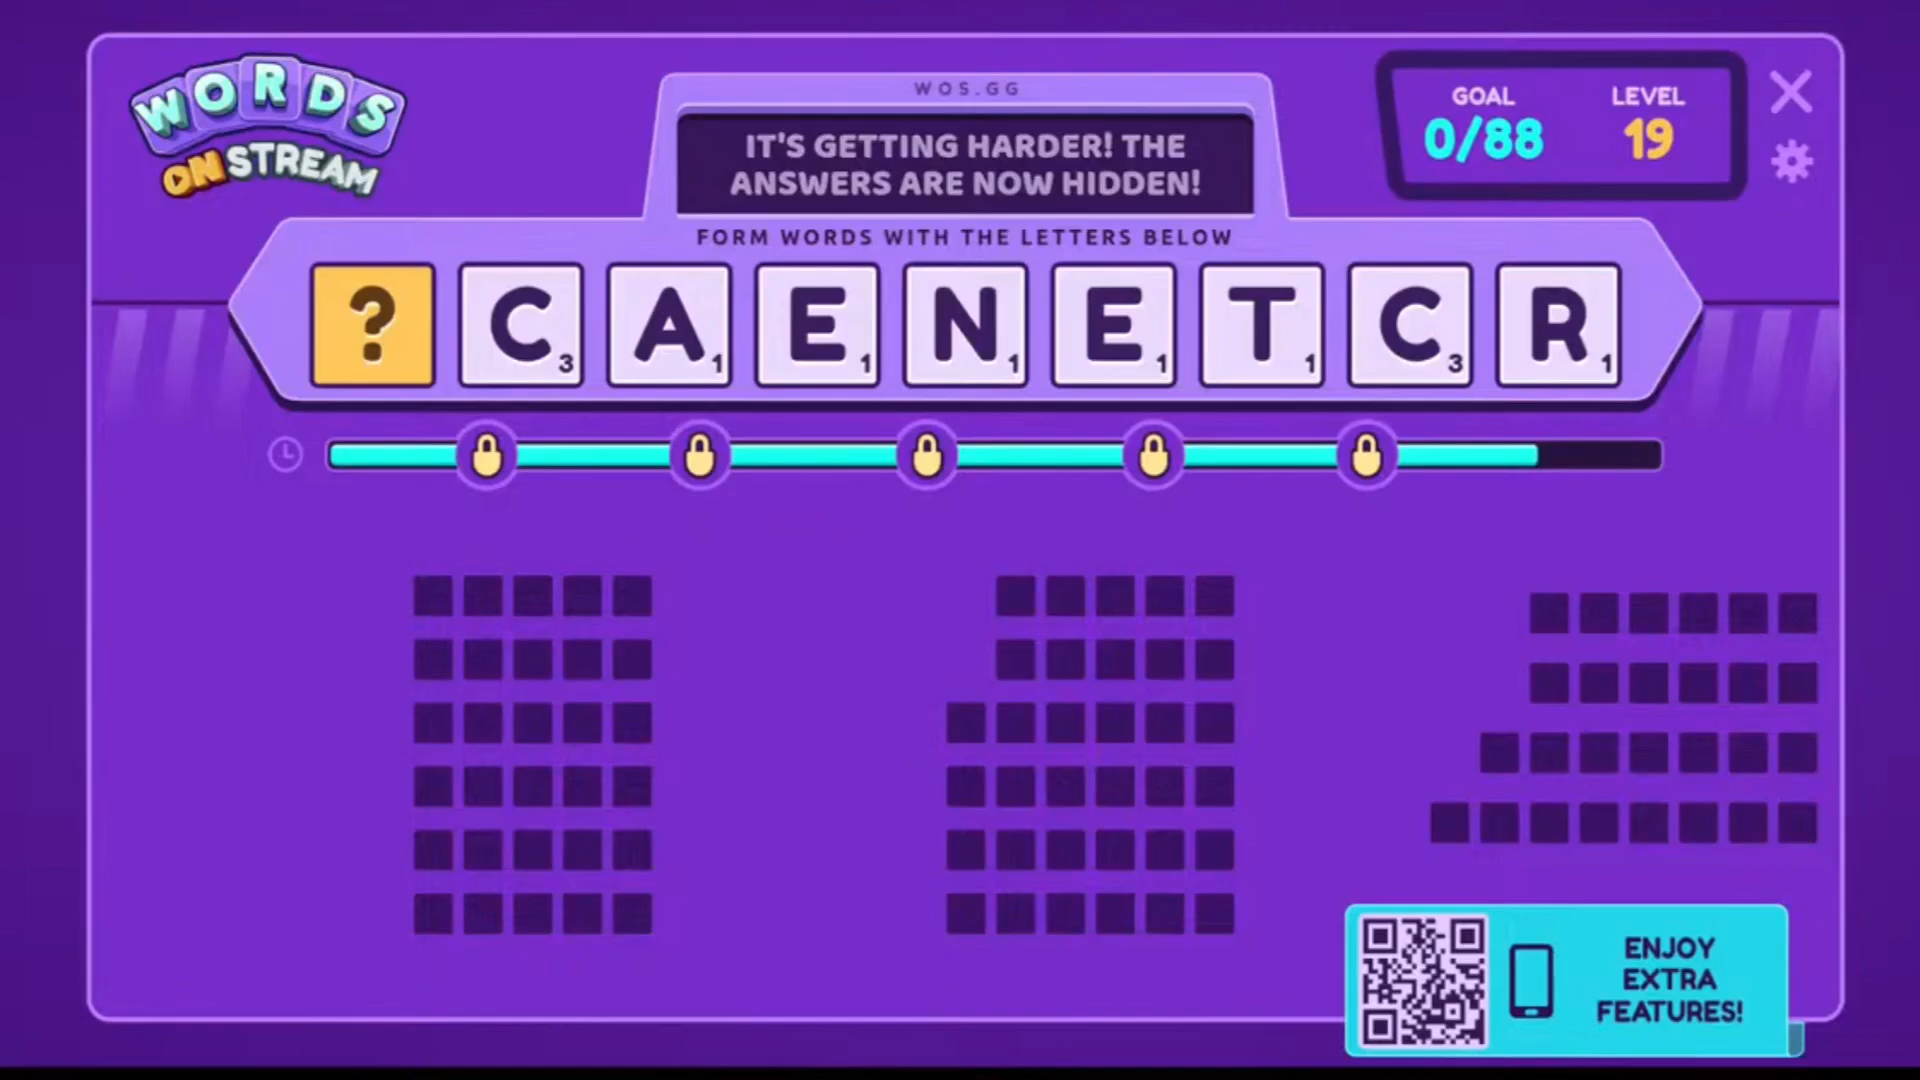 WORDS
ON STREAM
WOS.GG
IT'S GETTING HARDER! THE
ANSWERS ARE NOW HIDDEN!
GOAL
0/88
LEVEL
19
FORM WORDS WITH THE LETTERS BELOW
? C3 A1 E1 N1 E1 T1 C3 R1
ENJOY
EXTRA
FEATURES!